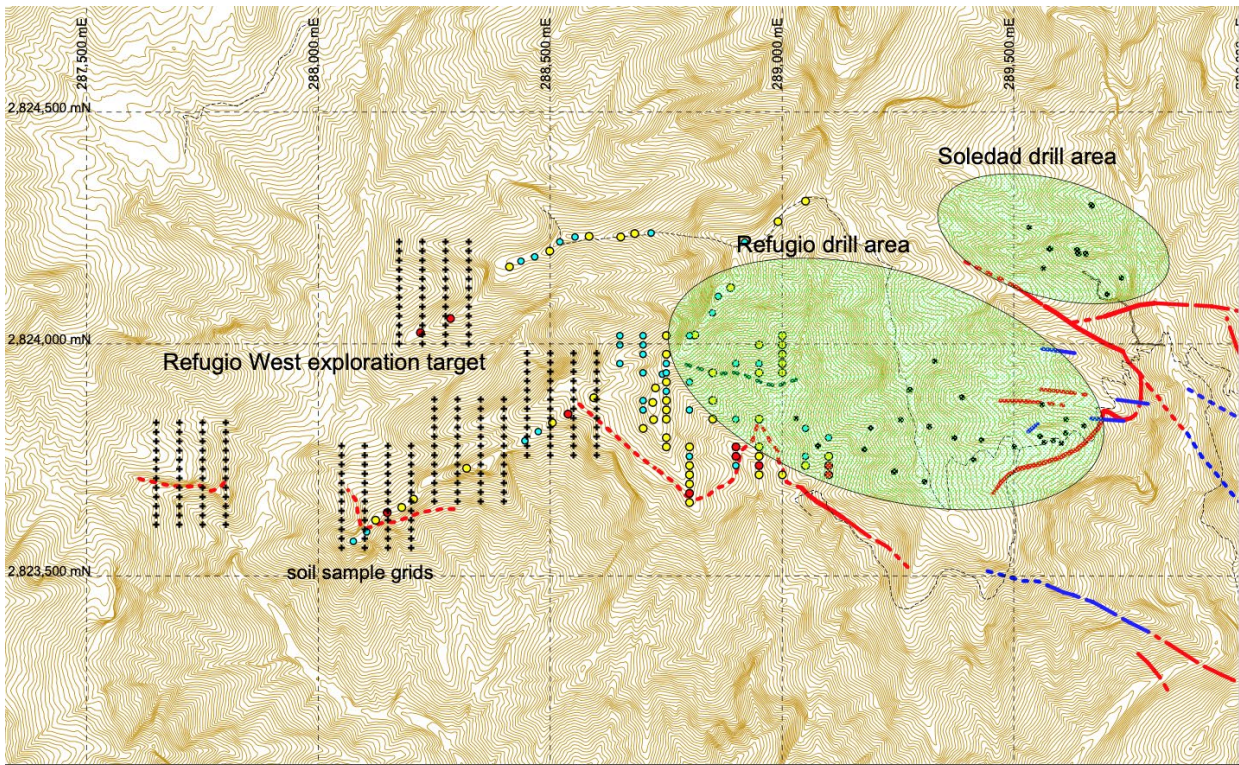 287,500 mE
288,000 mE
288,500 mE
289,000 mE
289,500 mE
2,824,500 mN
Soledad drill area
Refugio drill area
2,824,000 mN
Refugio West exploration target
soil sample grids
2,823,500 mN